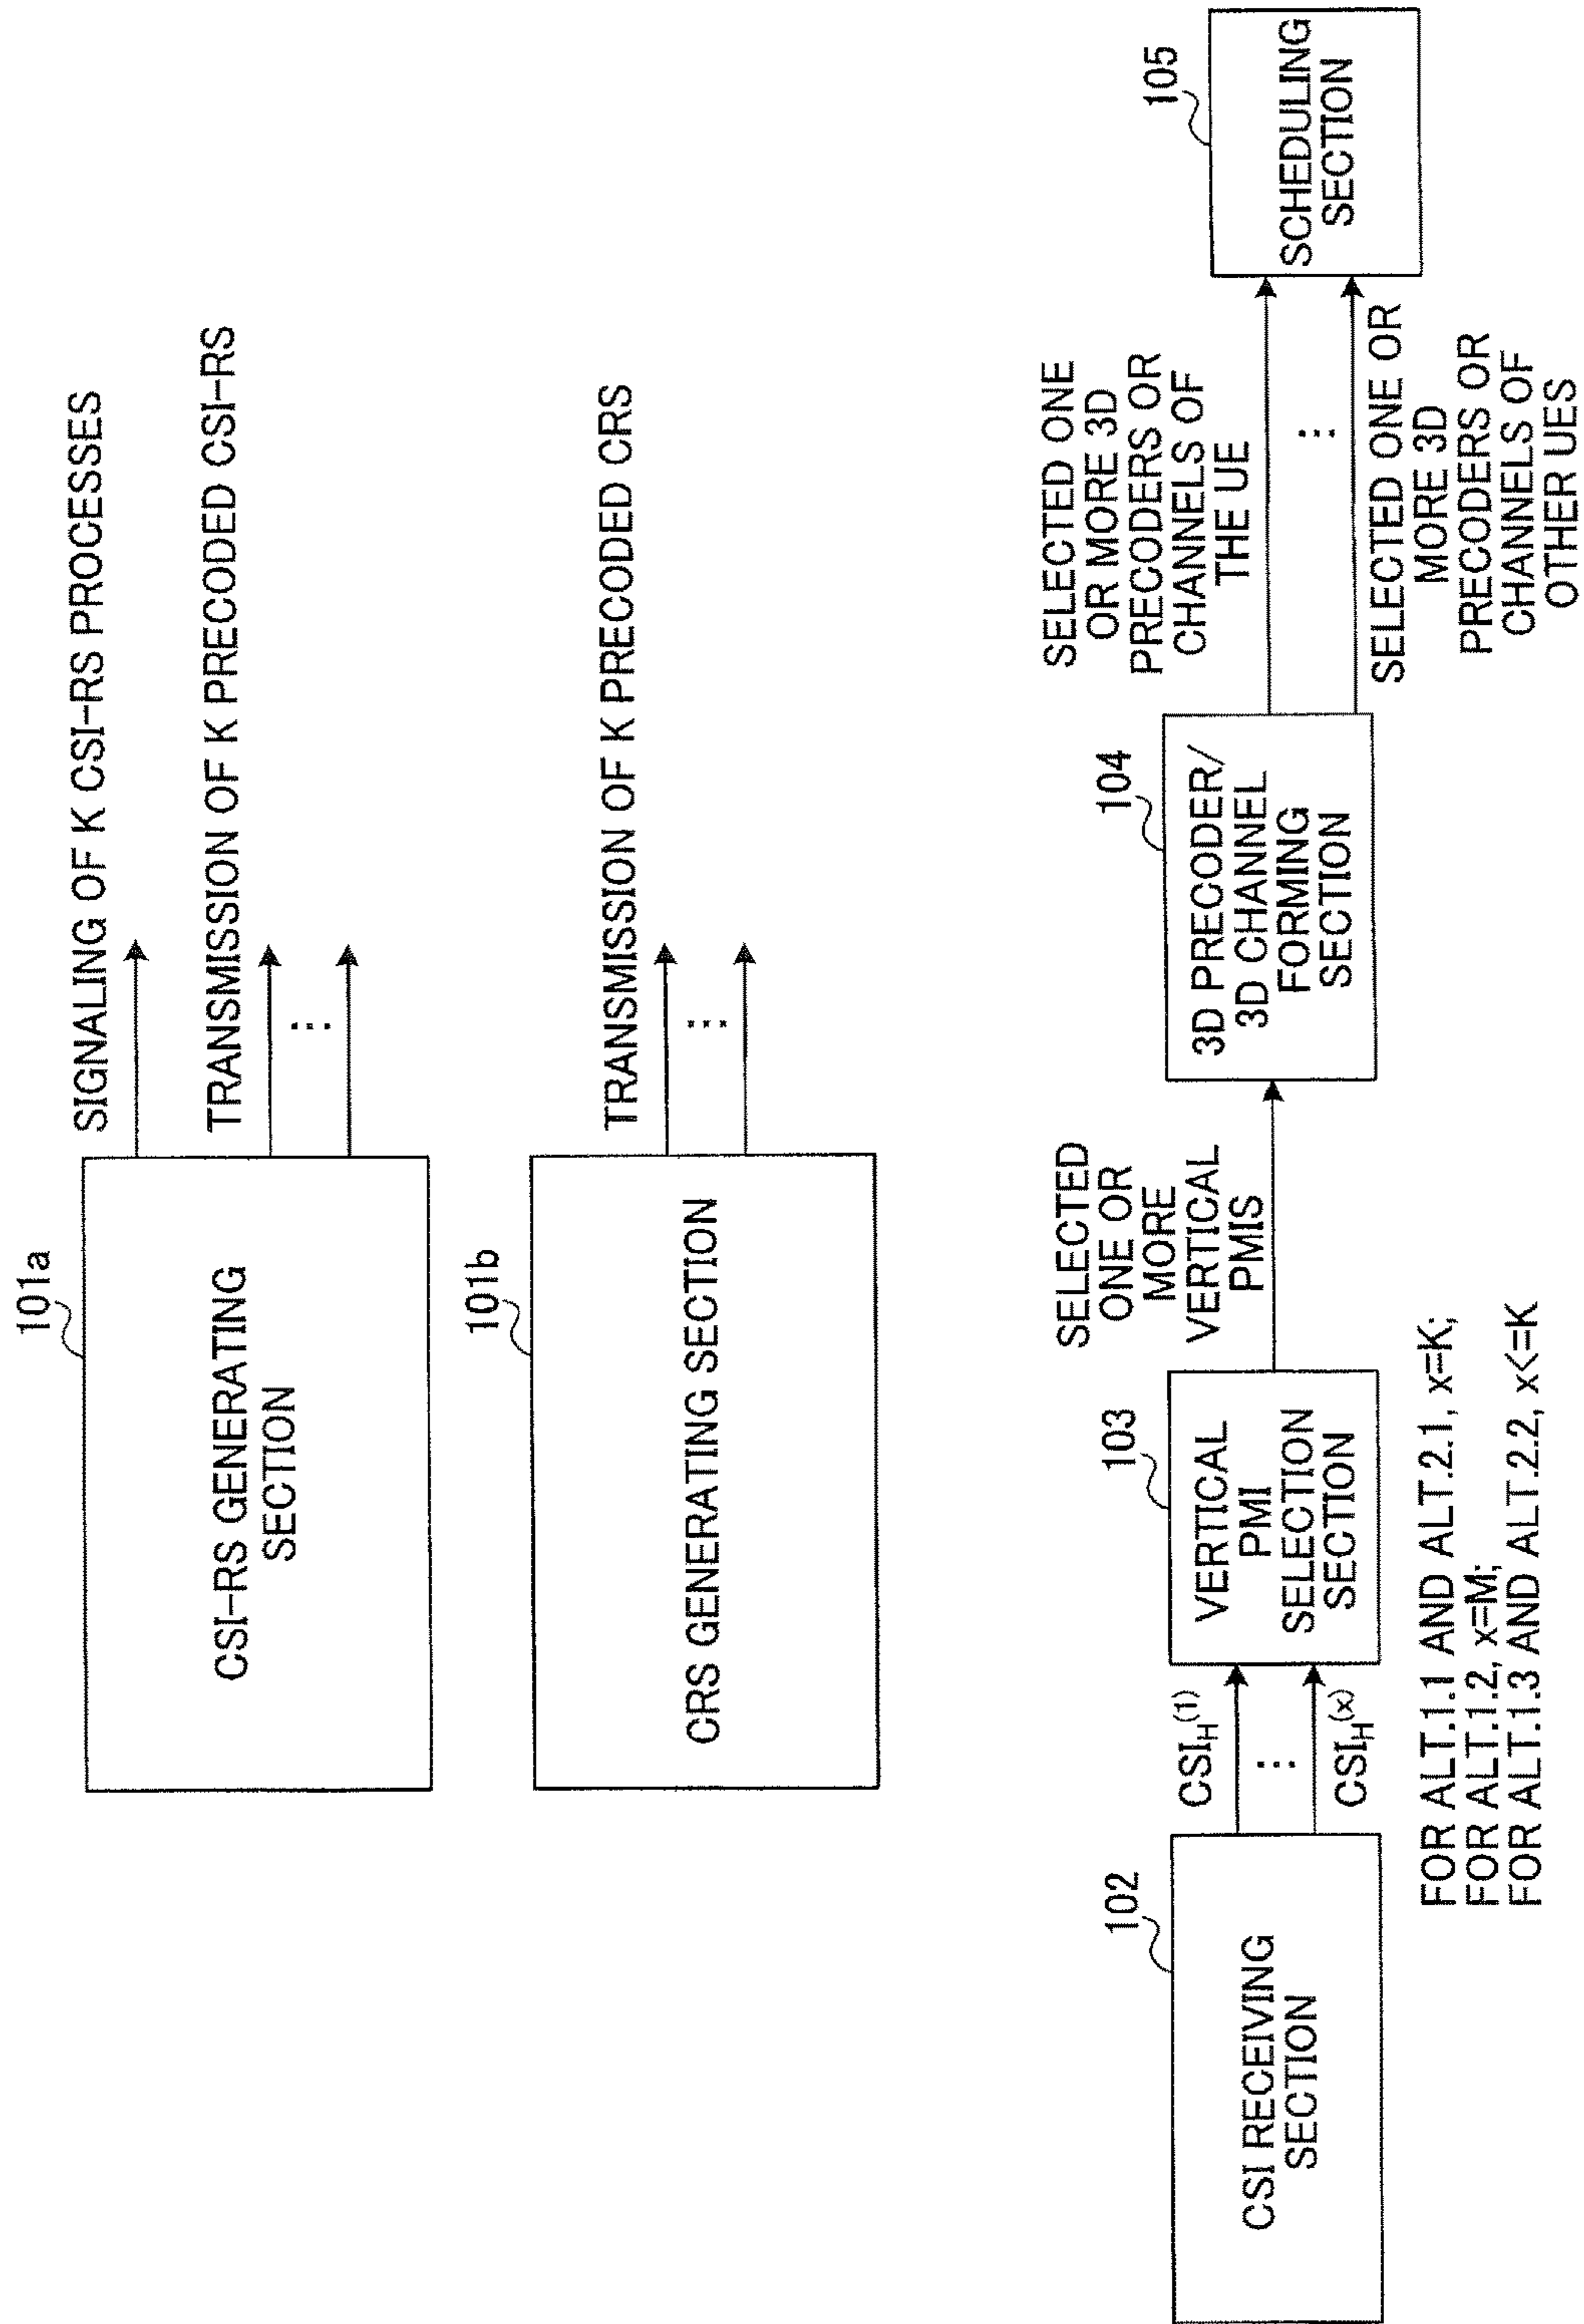 101a
CSI-RS GENERATING
SECTION
SIGNALING OF K CSI-RS PROCESSES
TRANSMISSION OF K PRECODED CSI-RS
...
101b
CRS GENERATING SECTION
TRANSMISSION OF K PRECODED CRS
...
102
CSI RECEIVING
SECTION
CSI_H^(1)
...
CSI_H^(x)
103
VERTICAL
PMI
SELECTION
SECTION
FOR ALT.1.1 AND ALT.2.1, x=K;
FOR ALT.1.2, x=M;
FOR ALT.1.3 AND ALT.2.2, x<=K
SELECTED
ONE OR
MORE
VERTICAL
PMIS
104
3D PRECODER/
3D CHANNEL
FORMING
SECTION
SELECTED ONE
OR MORE 3D
PRECODERS OR
CHANNELS OF
THE UE
...
SELECTED ONE OR
MORE 3D
PRECODERS OR
CHANNELS OF
OTHER UES
105
SCHEDULING
SECTION